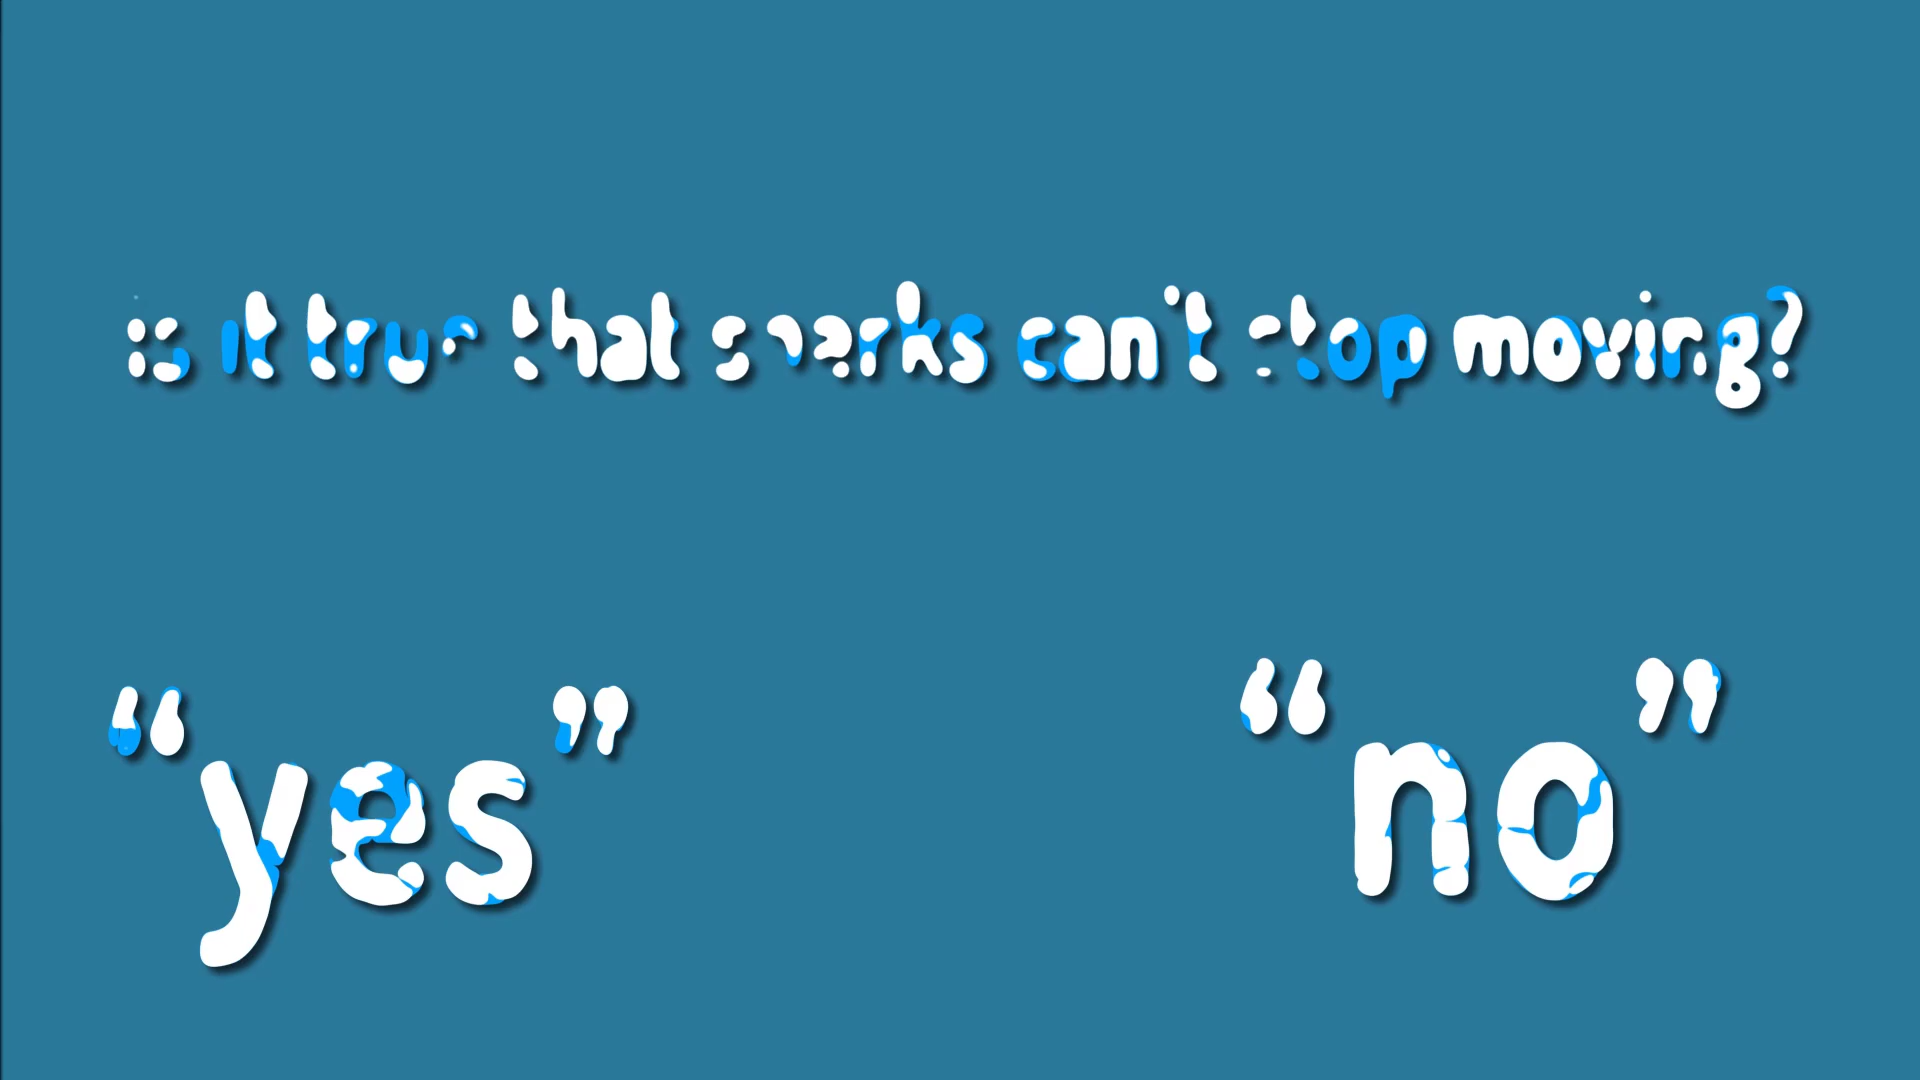 is it true that sharks can't stop moving?
“yes”
“no”